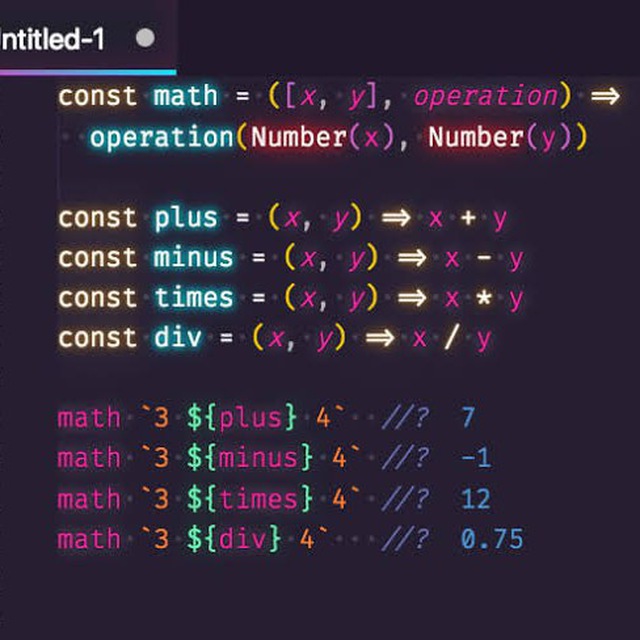 ntitled-1
const math = ([x, y], operation) =>
operation(Number(x), Number(y))
const plus = (x, y) => x + y
const minus = (x, y) => x - y
const times = (x, y) => x * y
const div = (x, y) => x / y
math `3 ${plus} 4` //? 7
math `3 ${minus} 4` //? -1
math `3 ${times} 4` //? 12
math `3 ${div} 4` //? 0.75